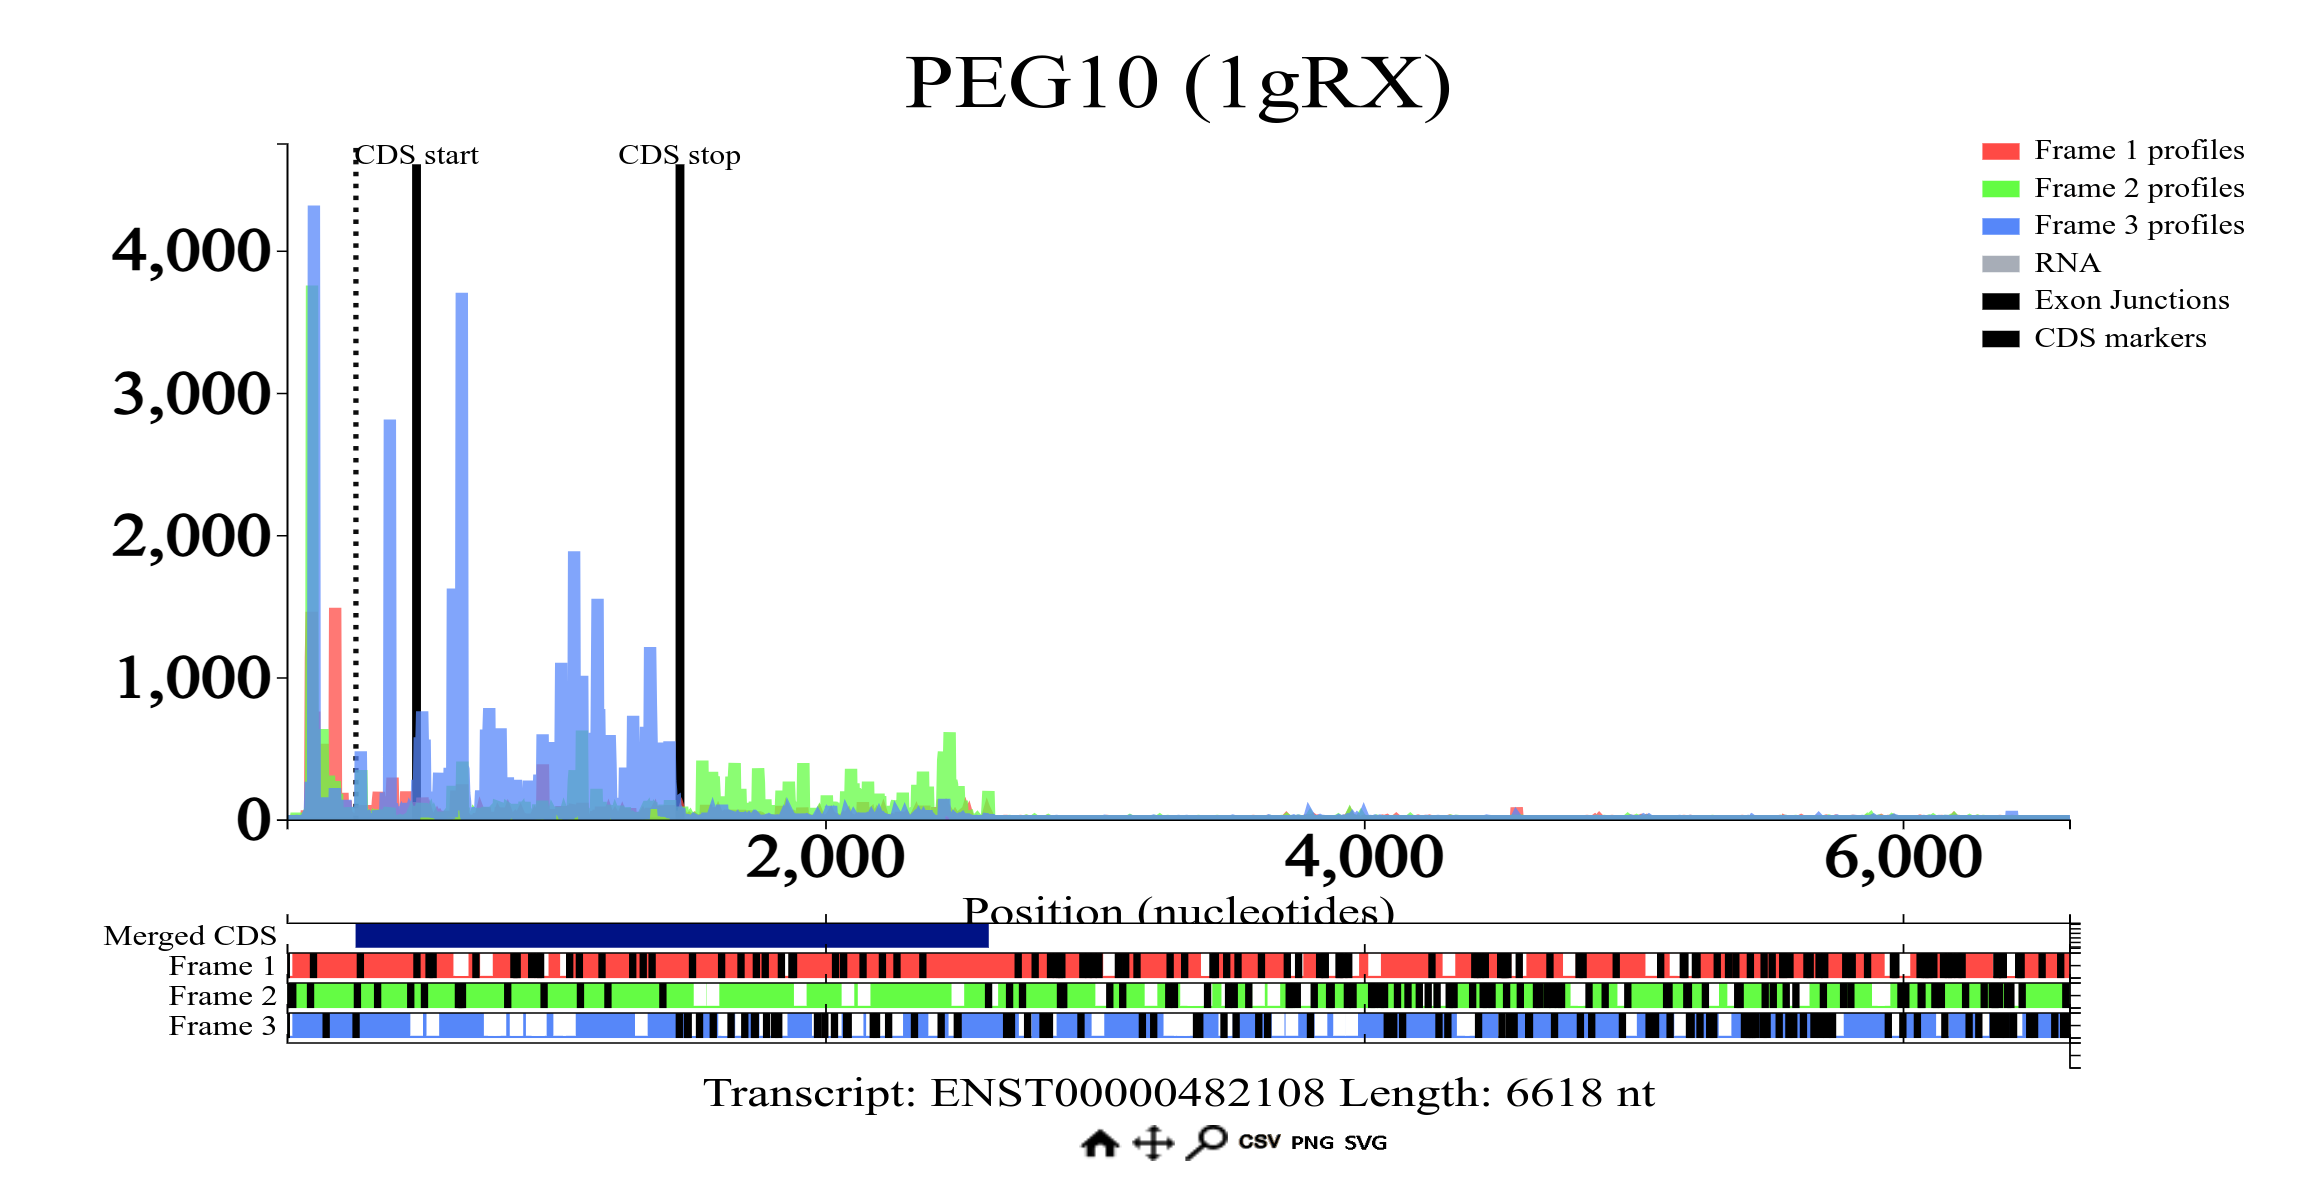 PEG10 (1gRX)
CDS start
CDS stop
Frame 1 profiles
Frame 2 profiles
Frame 3 profiles
RNA
Exon Junctions
CDS markers
4,000
3,000
2,000
1,000
0
2,000
4,000
6,000
Position (nucleotides)
Merged CDS
Frame 1
Frame 2
Frame 3
Transcript: ENST00000482108 Length: 6618 nt
CSV PNG SVG